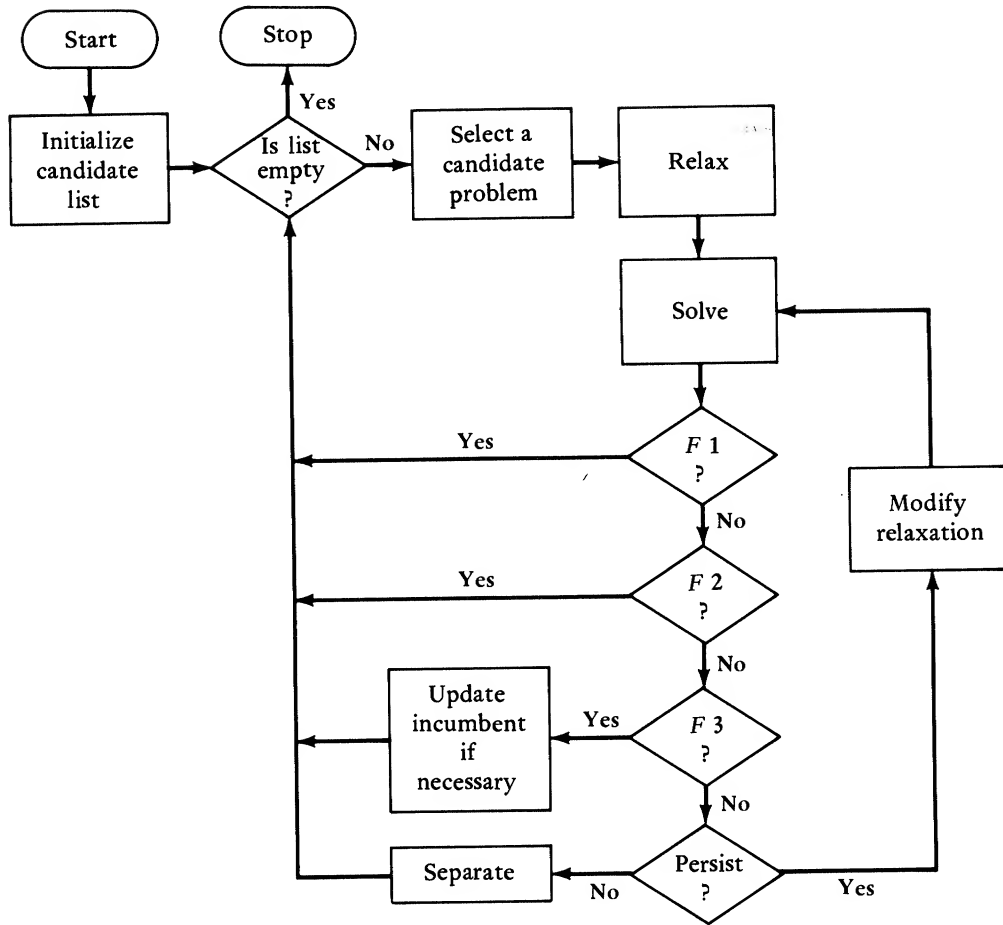 Start
Stop
Yes
Initialize
candidate
list
Is list
empty
?
No
Select a
candidate
problem
Relax
Solve
Yes
F 1
?
No
Modify
relaxation
Yes
F 2
?
No
Update
incumbent
if
necessary
Yes
F 3
?
No
Separate
No
Persist
?
Yes